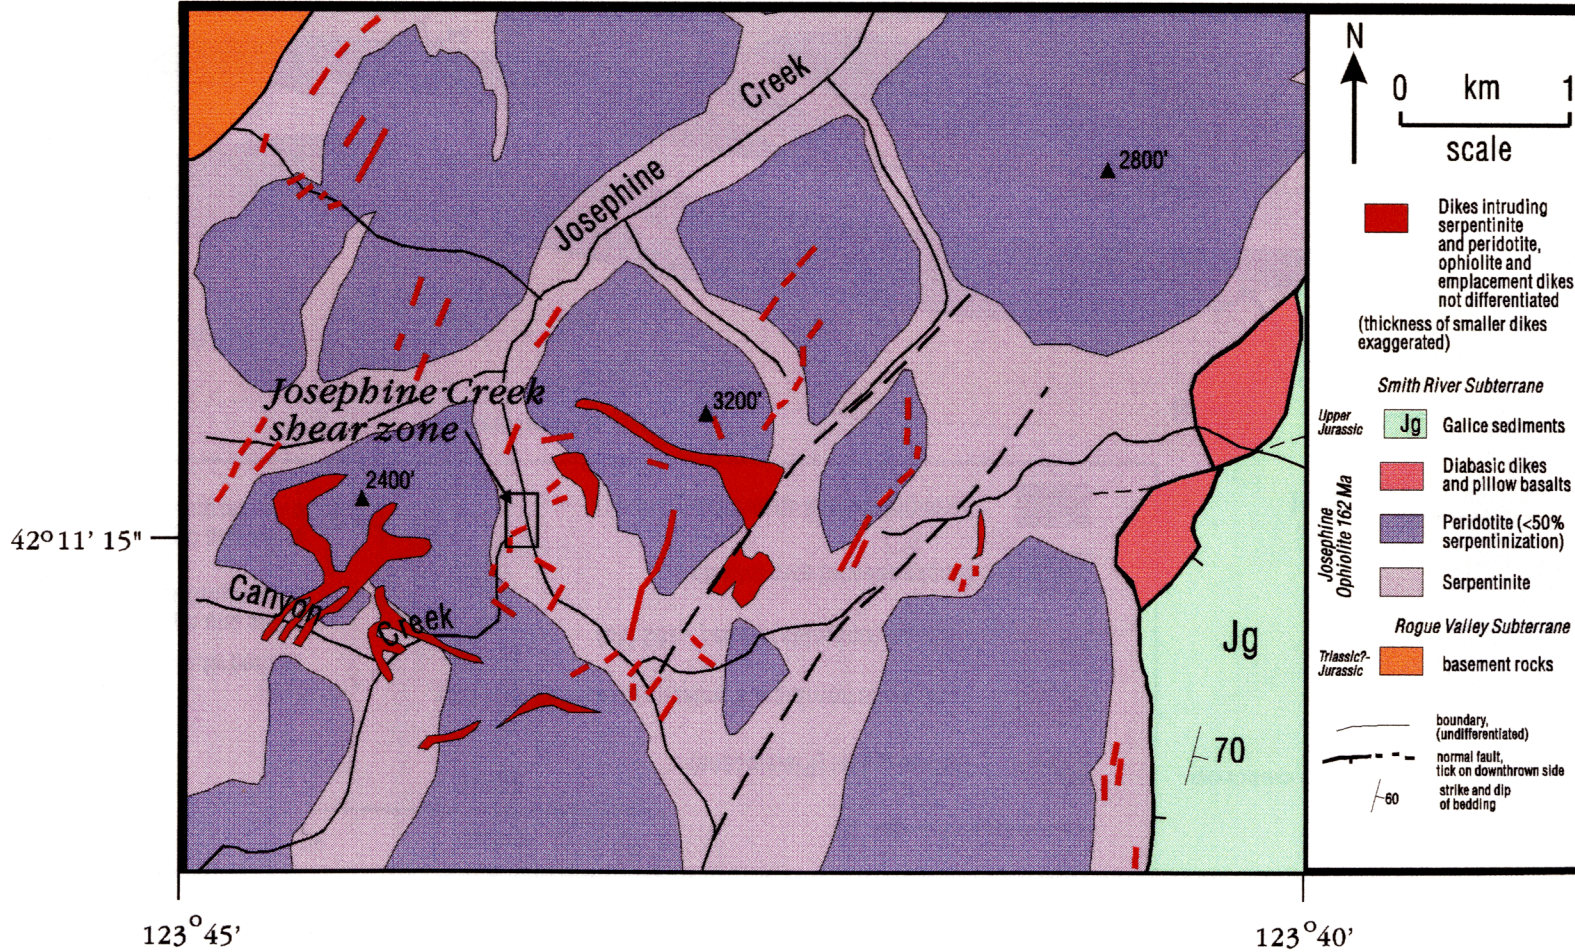 Creek
Josephine
2800'
Josephine Creek
shear zone
3200'
2400'
42° 11' 15"
Canyon
Creek
Jg
70
123° 45'
123° 40'
N
0 km 1
scale
Dikes intruding
serpentinite
and peridotite,
ophiolite and
emplacement dikes
not differentiated
(thickness of smaller dikes
exaggerated)
Smith River Subterrane
Upper
Jurassic
Jg Galice sediments
Josephine
Ophiolite 162 Ma
Diabasic dikes
and pillow basalts
Peridotite (<50%
serpentinization)
Serpentinite
Rogue Valley Subterrane
Triassic?-
Jurassic
basement rocks
boundary,
(undifferentiated)
normal fault,
tick on downthrown side
60
strike and dip
of bedding